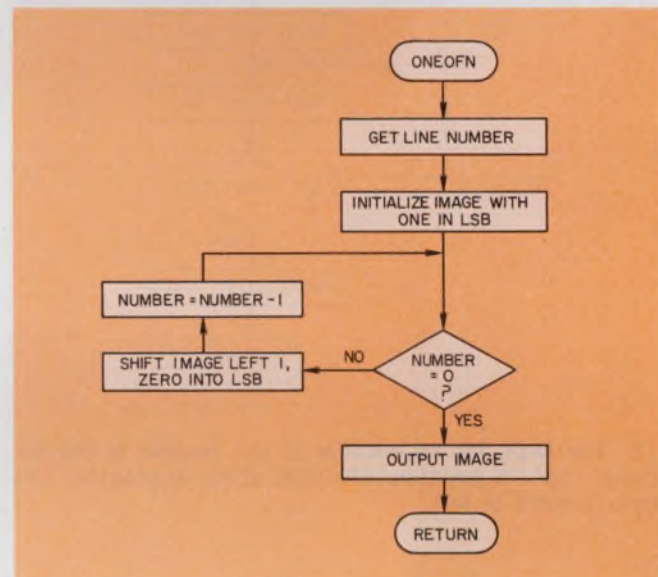 ONEOFN
GET LINE NUMBER
INITIALIZE IMAGE WITH
ONE IN LSB
NUMBER = NUMBER - 1
SHIFT IMAGE LEFT 1,
ZERO INTO LSB
NO
NUMBER
= 0
?
YES
OUTPUT IMAGE
RETURN